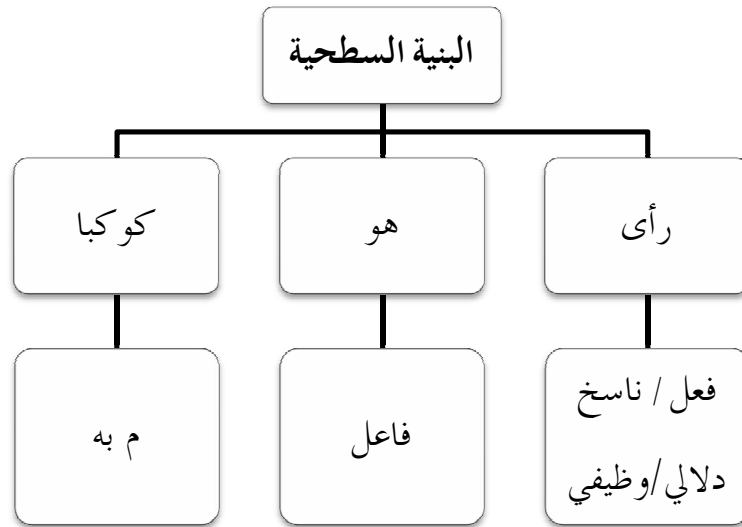 البنية السطحية
رأى
هو
كوكبا
فعل / ناسخ
دلالي/وظيفي
فاعل
م به